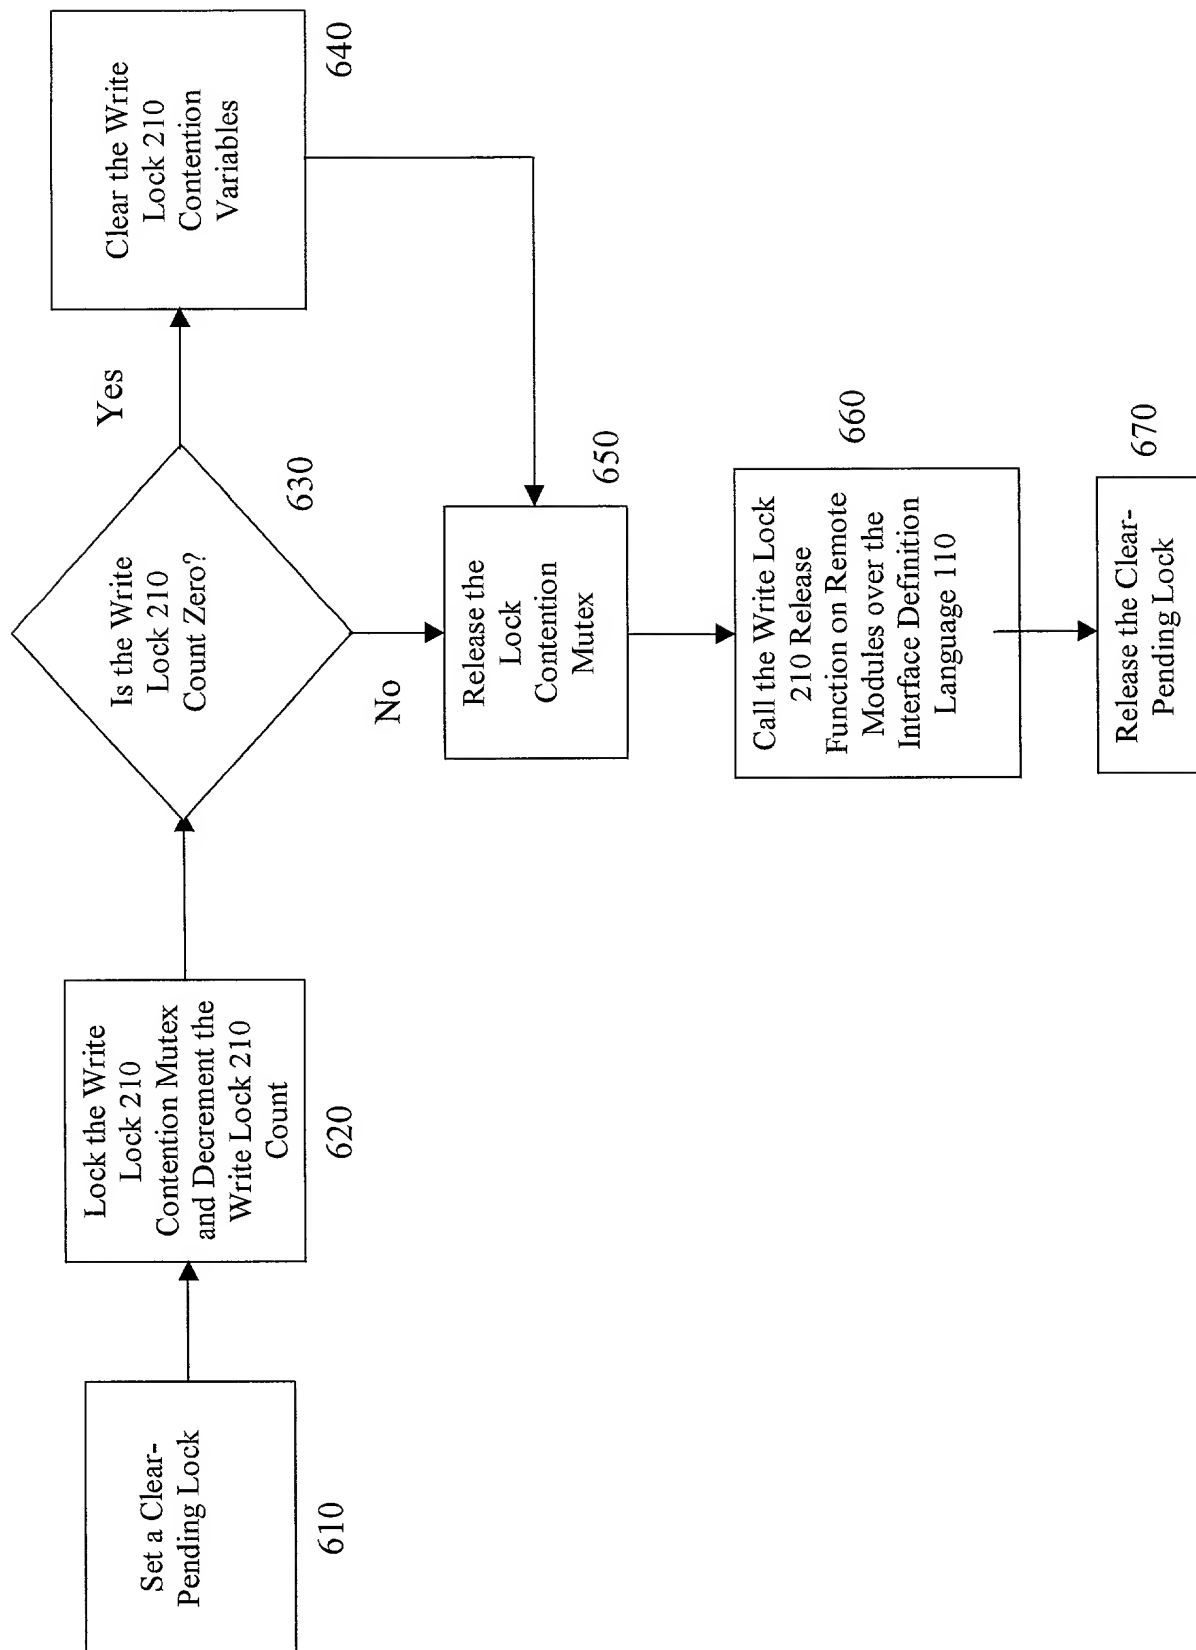 Set a Clear-
Pending Lock
610
Lock the Write
Lock 210
Contention Mutex
and Decrement the
Write Lock 210
Count
620
Is the Write
Lock 210
Count Zero?
630
Yes
Clear the Write
Lock 210
Contention
Variables
640
No
Release the
Lock
Contention
Mutex
650
Call the Write Lock
210 Release
Function on Remote
Modules over the
Interface Definition
Language 110
660
Release the Clear-
Pending Lock
670